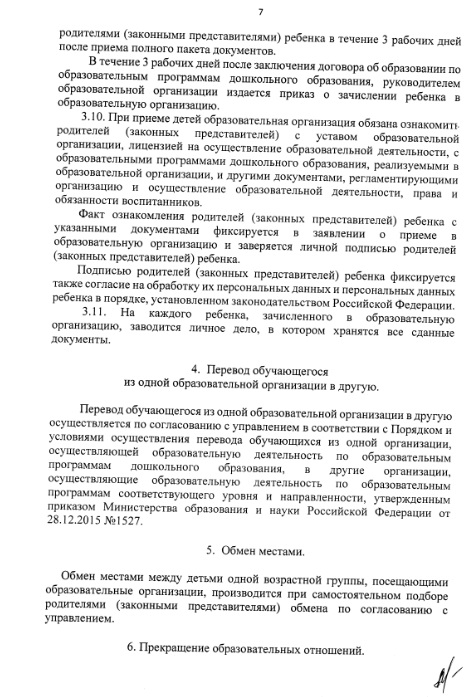 7
родителями (законными представителями) ребенка в течение 3 рабочих дней
после приема полного пакета документов.
В течение 3 рабочих дней после заключения договора об образовании по
образовательным программам дошкольного образования, руководителем
образовательной организации издается приказ о зачислении ребенка в
образовательную организацию.
3.10. При приеме детей образовательная организация обязана ознакомить
родителей (законных представителей) с уставом образовательной
организации, лицензией на осуществление образовательной деятельности, с
образовательными программами дошкольного образования, реализуемыми в
образовательной организации, и другими документами, регламентирующими
организацию и осуществление образовательной деятельности, права и
обязанности воспитанников.
Факт ознакомления родителей (законных представителей) ребенка с
указанными документами фиксируется в заявлении о приеме в
образовательную организацию и заверяется личной подписью родителей
(законных представителей) ребенка.
Подписью родителей (законных представителей) ребенка фиксируется
также согласие на обработку их персональных данных и персональных данных
ребенка в порядке, установленном законодательством Российской Федерации.
3.11. На каждого ребенка, зачисленного в образовательную
организацию, заводится личное дело, в котором хранятся все сданные
документы.
4. Перевод обучающегося
из одной образовательной организации в другую.
Перевод обучающегося из одной образовательной организации в другую
осуществляется по согласованию с управлением в соответствии с Порядком и
условиями осуществления перевода обучающихся из одной организации,
осуществляющей образовательную деятельность по образовательным
программам дошкольного образования, в другие организации,
осуществляющие образовательную деятельность по образовательным
программам соответствующего уровня и направленности, утвержденным
приказом Министерства образования и науки Российской Федерации от
28.12.2015 №1527.
5. Обмен местами.
Обмен местами между детьми одной возрастной группы, посещающими
образовательные организации, производится при самостоятельном подборе
родителями (законными представителями) обмена по согласованию с
управлением.
6. Прекращение образовательных отношений.